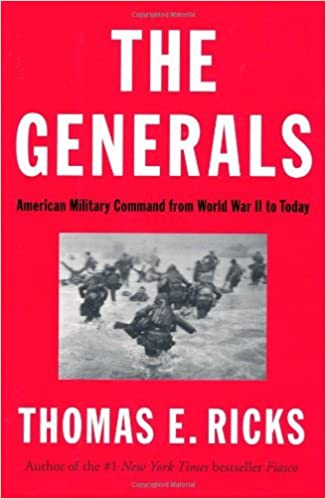 THE
GENERALS
American Military Command from World War II to Today
THOMAS E. RICKS
Author of the #1 New York Times bestseller Fiasco